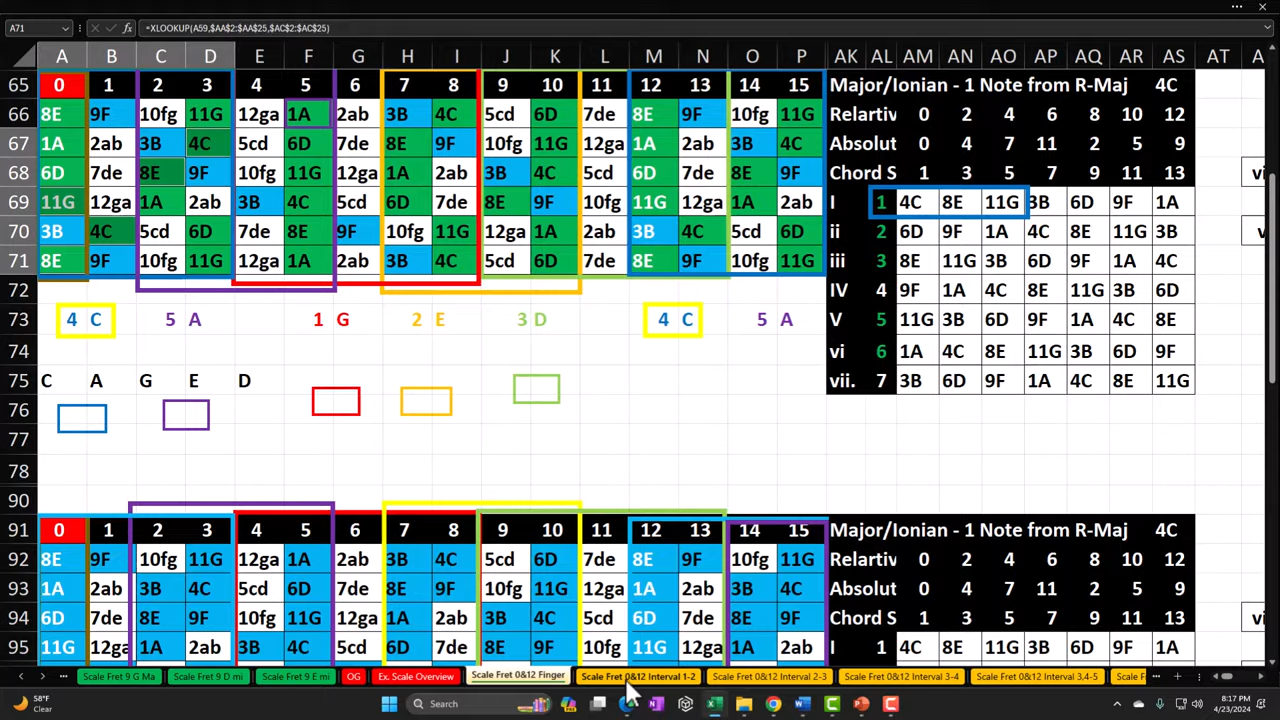 A71 =XLOOKUP(A59,$AA$2:$AA$25,$AC$2:$AC$25)
A B C D E F G H I J K L M N O P AK AL AM AN AO AP AQ AR AS AT
65 0 1 2 3 4 5 6 7 8 9 10 11 12 13 14 15 Major/Ionian - 1 Note from R-Maj 4C
66 8E 9F 10fg 11G 12ga 1A 2ab 3B 4C 5cd 6D 7de 8E 9F 10fg 11G Relartiv 0 2 4 6 8 10 12
67 1A 2ab 3B 4C 5cd 6D 7de 8E 9F 10fg 11G 12ga 1A 2ab 3B 4C Absolut 0 4 7 11 2 5 9
68 6D 7de 8E 9F 10fg 11G 12ga 1A 2ab 3B 4C 5cd 6D 7de 8E 9F Chord S 1 3 5 7 9 11 13
69 11G 12ga 1A 2ab 3B 4C 5cd 6D 7de 8E 9F 10fg 11G 12ga 1A 2ab I 1 4C 8E 11G 3B 6D 9F 1A
70 3B 4C 5cd 6D 7de 8E 9F 10fg 11G 12ga 1A 2ab 3B 4C 5cd 6D ii 2 6D 9F 1A 4C 8E 11G 3B
71 8E 9F 10fg 11G 12ga 1A 2ab 3B 4C 5cd 6D 7de 8E 9F 10fg 11G iii 3 8E 11G 3B 6D 9F 1A 4C
72 IV 4 9F 1A 4C 8E 11G 3B 6D
73 4 C 5 A 1 G 2 E 3 D 4 C 5 A V 5 11G 3B 6D 9F 1A 4C 8E
74 vi 6 1A 4C 8E 11G 3B 6D 9F
75 C A G E D vii. 7 3B 6D 9F 1A 4C 8E 11G
76
77
78
90
91 0 1 2 3 4 5 6 7 8 9 10 11 12 13 14 15 Major/Ionian - 1 Note from R-Maj 4C
92 8E 9F 10fg 11G 12ga 1A 2ab 3B 4C 5cd 6D 7de 8E 9F 10fg 11G Relartiv 0 2 4 6 8 10 12
93 1A 2ab 3B 4C 5cd 6D 7de 8E 9F 10fg 11G 12ga 1A 2ab 3B 4C Absolut 0 4 7 11 2 5 9
94 6D 7de 8E 9F 10fg 11G 12ga 1A 2ab 3B 4C 5cd 6D 7de 8E 9F Chord S 1 3 5 7 9 11 13
95 11G 12ga 1A 2ab 3B 4C 5cd 6D 7de 8E 9F 10fg 11G 12ga 1A 2ab I 1 4C 8E 11G 3B 6D 9F 1A
Scale Fret 9 G Ma Scale Fret 9 D mi Scale Fret 9 E mi OG Ex. Scale Overview Scale Fret 0&12 Finger Scale Fret 0&12 Interval 1-2 Scale Fret 0&12 Interval 2-3 Scale Fret 0&12 Interval 3-4 Scale Fret 0&12 Interval 3,4-5
58°F
Clear
Search
8:17 PM
4/23/2024